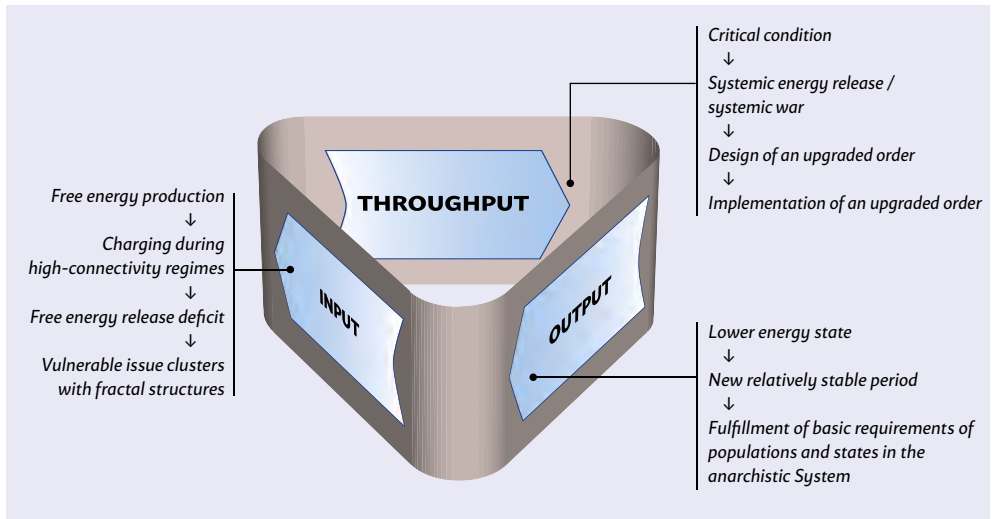 Free energy production
↓
Charging during
high-connectivity regimes
↓
Free energy release deficit
↓
Vulnerable issue clusters
with fractal structures
INPUT
THROUGHPUT
Critical condition
↓
Systemic energy release /
systemic war
↓
Design of an upgraded order
↓
Implementation of an upgraded order
OUTPUT
Lower energy state
↓
New relatively stable period
↓
Fulfillment of basic requirements of
populations and states in the
anarchistic System